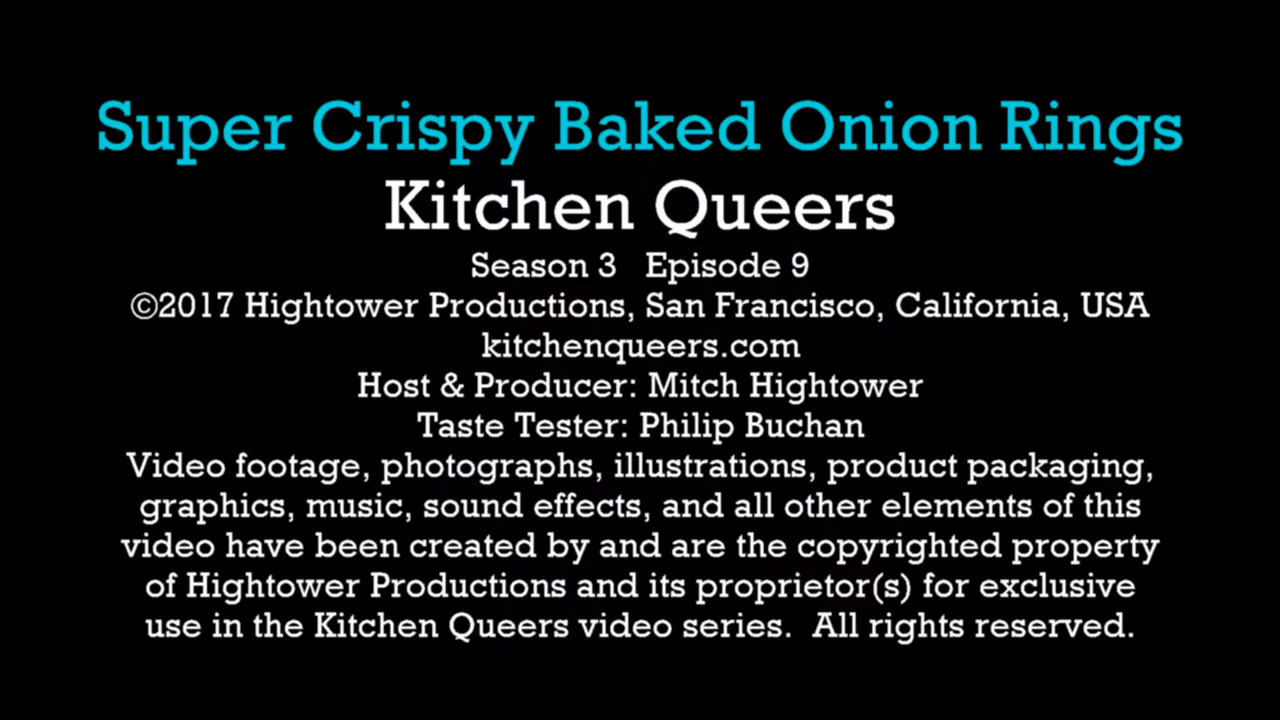 Super Crispy Baked Onion Rings
Kitchen Queers
Season 3   Episode 9
©2017 Hightower Productions, San Francisco, California, USA
kitchenqueers.com
Host & Producer: Mitch Hightower
Taste Tester: Philip Buchan
Video footage, photographs, illustrations, product packaging,
graphics, music, sound effects, and all other elements of this
video have been created by and are the copyrighted property
of Hightower Productions and its proprietor(s) for exclusive
use in the Kitchen Queers video series.  All rights reserved.